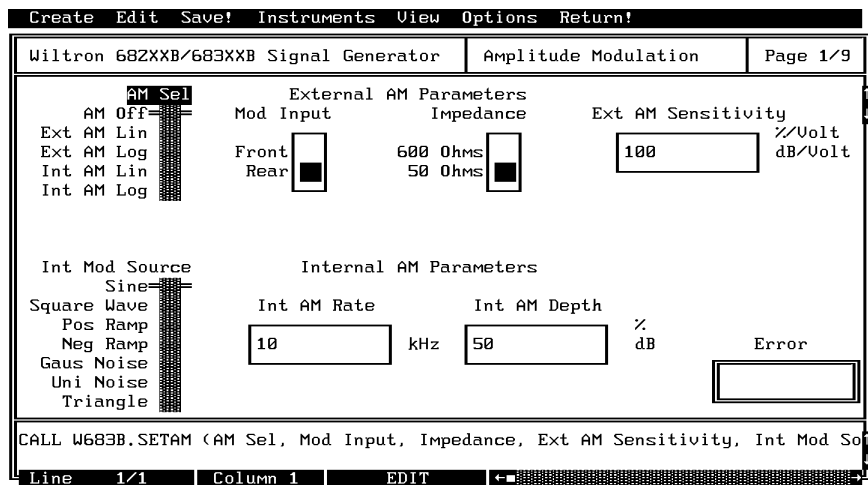 Create Edit Save! Instruments View Options Return!
Wiltron 682XXB/683XXB Signal Generator Amplitude Modulation Page 1/9
AM Sel External AM Parameters
AM Off Mod Input Impedance Ext AM Sensitivity
Ext AM Lin %/Volt
Ext AM Log Front 600 Ohms 100 dB/Volt
Int AM Lin Rear 50 Ohms
Int AM Log
Int Mod Source Internal AM Parameters
Sine
Square Wave Int AM Rate Int AM Depth
Pos Ramp %
Neg Ramp 10 kHz 50 dB Error
Gaus Noise
Uni Noise
Triangle
CALL W683B.SETAM (AM Sel, Mod Input, Impedance, Ext AM Sensitivity, Int Mod So
Line 1/1 Column 1 EDIT